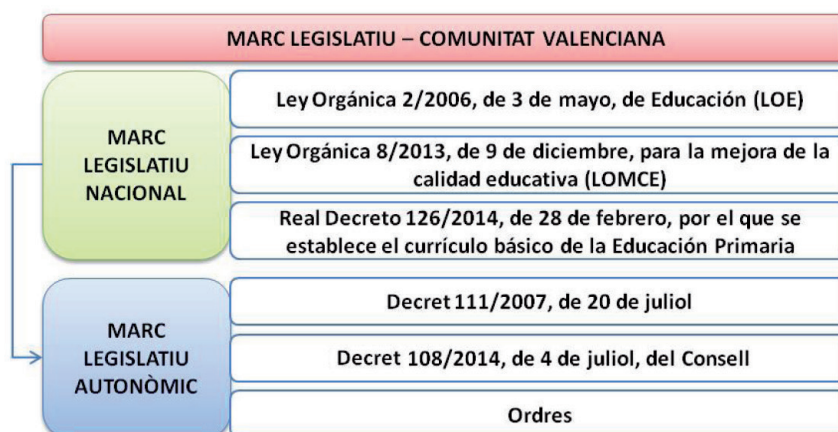 MARC LEGISLATIU – COMUNITAT VALENCIANA
MARC
LEGISLATIU
NACIONAL
Ley Orgánica 2/2006, de 3 de mayo, de Educación (LOE)
Ley Orgánica 8/2013, de 9 de diciembre, para la mejora de la
calidad educativa (LOMCE)
Real Decreto 126/2014, de 28 de febrero, por el que se
establece el currículo básico de la Educación Primaria
MARC
LEGISLATIU
AUTONÒMIC
Decret 111/2007, de 20 de juliol
Decret 108/2014, de 4 de juliol, del Consell
Ordres